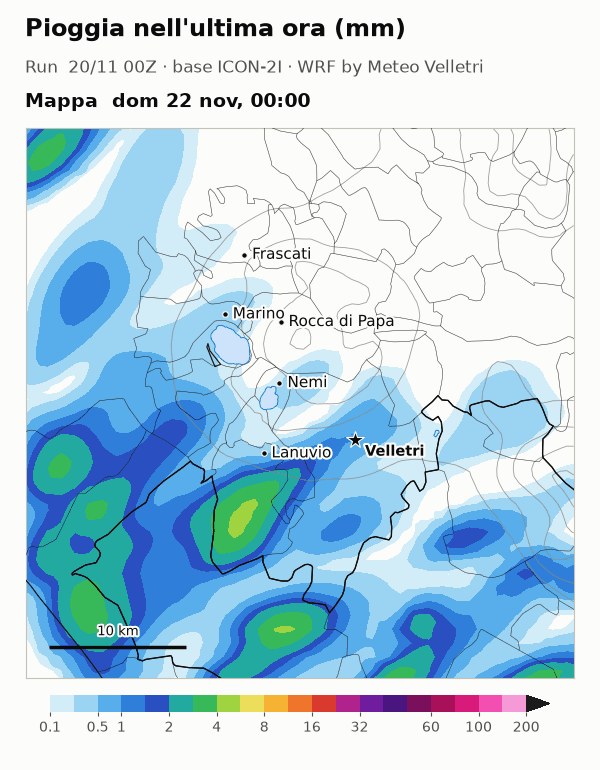 Pioggia nell'ultima ora (mm)
Run 20/11 00Z · base ICON-2I · WRF by Meteo Velletri
Mappa dom 22 nov, 00:00
Frascati
Marino
Rocca di Papa
Nemi
Velletri
Lanuvio
10 km
0.1 0.5 1 2 4 8 16 32 60 100 200